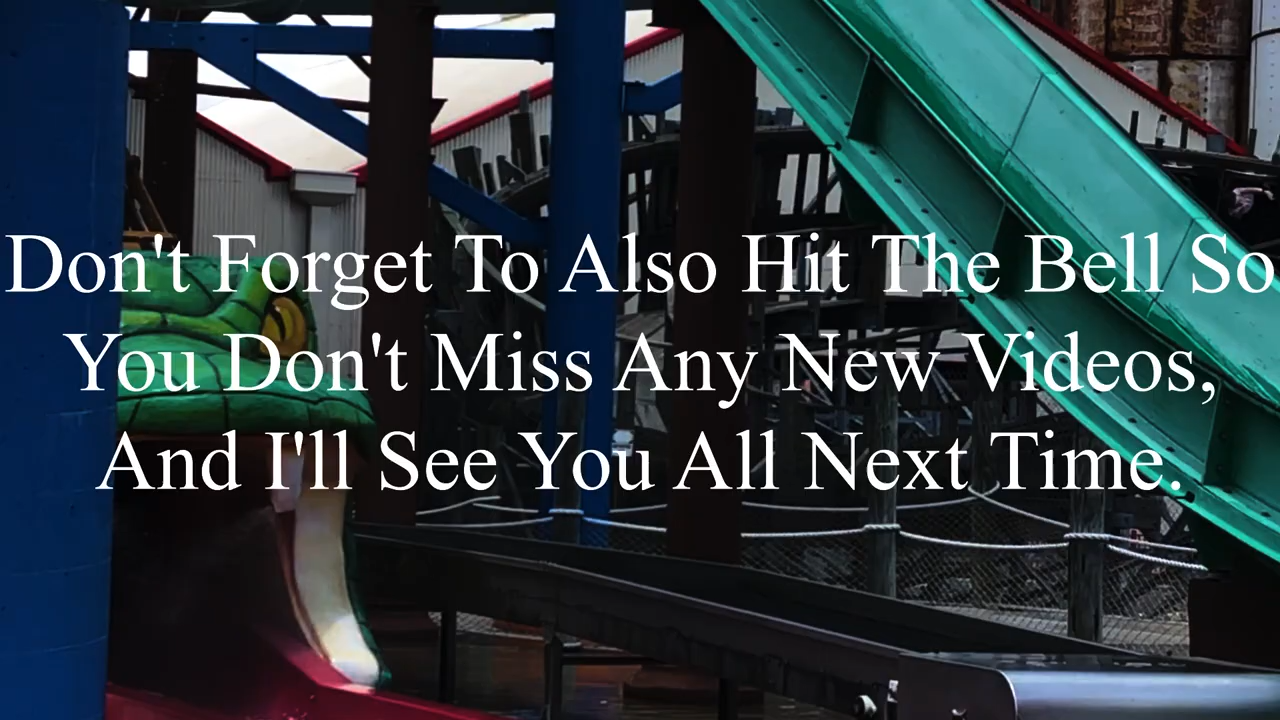 Don't Forget To Also Hit The Bell So
You Don't Miss Any New Videos,
And I'll See You All Next Time.